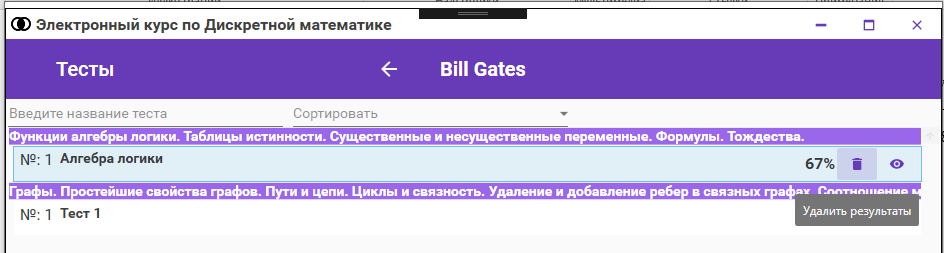 Электронный курс по Дискретной математике
Тесты
Bill Gates
Введите название теста
Сортировать
Функции алгебры логики. Таблицы истинности. Существенные и несущественные переменные. Формулы. Тождества.
№: 1 Алгебра логики
67%
Графы. Простейшие свойства графов. Пути и цепи. Циклы и связность. Удаление и добавление ребер в связных графах. Соотношение м
№: 1 Тест 1
Удалить результаты